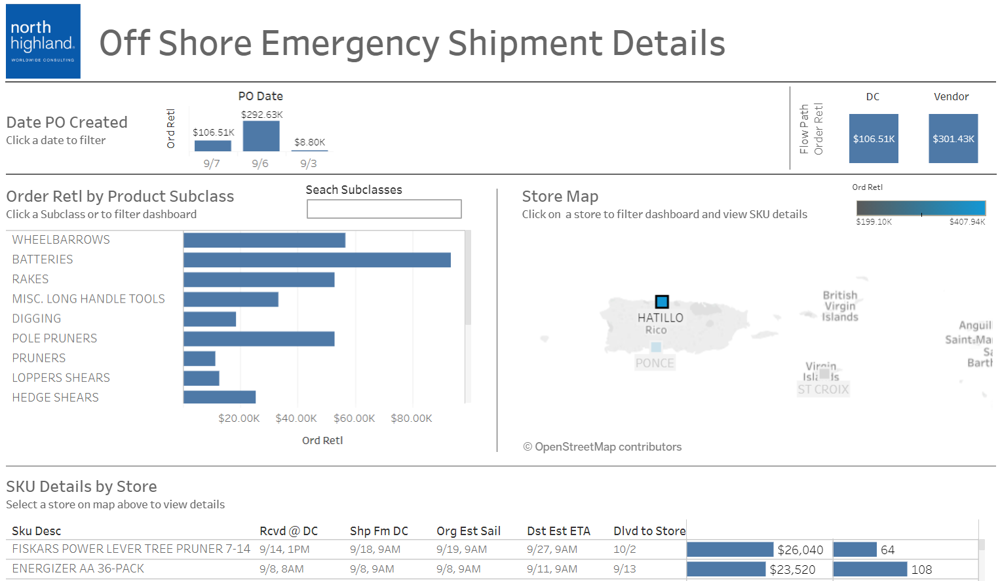 north
highland.
WORLDWIDE CONSULTING
Off Shore Emergency Shipment Details
Date PO Created
Click a date to filter
PO Date
Ord Retl
$106.51K
$292.63K
$8.80K
9/7
9/6
9/3
Flow Path
Order Retl
DC
Vendor
$106.51K
$301.43K
Order Retl by Product Subclass
Click a Subclass or to filter dashboard
Seach Subclasses
WHEELBARROWS
BATTERIES
RAKES
MISC. LONG HANDLE TOOLS
DIGGING
POLE PRUNERS
PRUNERS
LOPPERS SHEARS
HEDGE SHEARS
$20.00K $40.00K $60.00K $80.00K
Ord Retl
Store Map
Click on a store to filter dashboard and view SKU details
Ord Retl
$199.10K $407.94K
HATILLO
Rico
PONCE
British
Virgin
Islands
Virgin
ST CROIX
© OpenStreetMap contributors
SKU Details by Store
Select a store on map above to view details
Sku Desc Rcvd @ DC Shp Fm DC Org Est Sail Dst Est ETA Dlvd to Store
FISKARS POWER LEVER TREE PRUNER 7-14 9/14, 1PM 9/18, 9AM 9/19, 9AM 9/27, 9AM 10/2 $26,040 64
ENERGIZER AA 36-PACK 9/8, 8AM 9/8, 9AM 9/8, 9AM 9/11, 9AM 9/13 $23,520 108